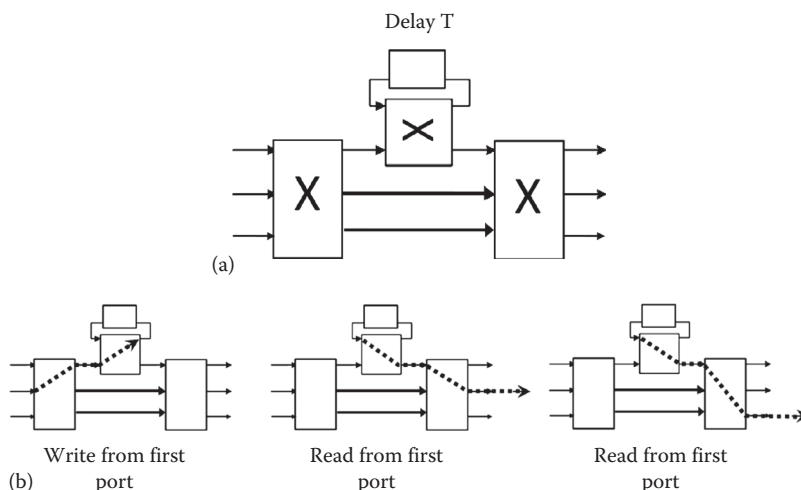 Delay T
X
X
X
(a)
Write from first
port
Read from first
port
Read from first
port
(b)